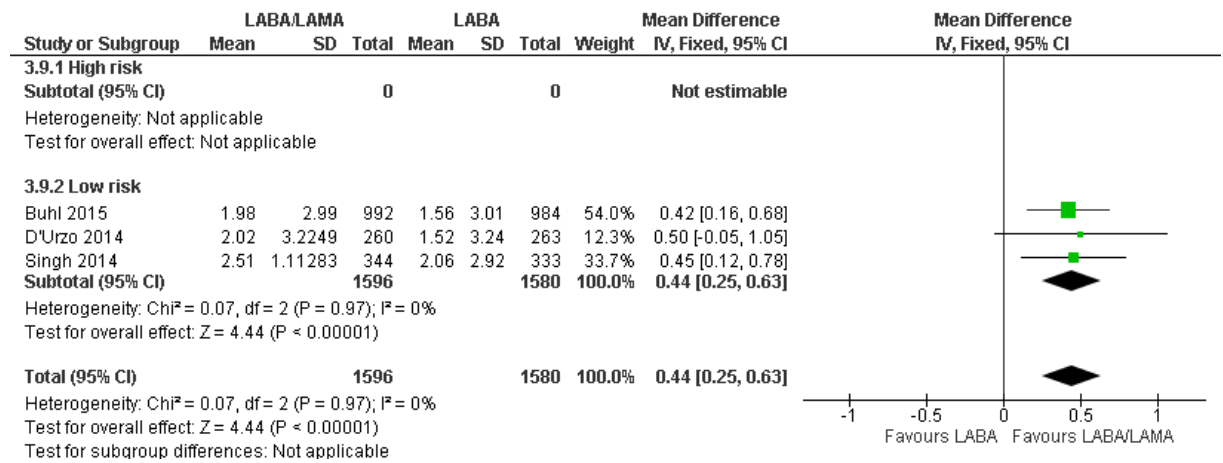 LABA/LAMA LABA Mean Difference Mean Difference
Study or Subgroup Mean SD Total Mean SD Total Weight IV, Fixed, 95% CI IV, Fixed, 95% CI
3.9.1 High risk
Subtotal (95% CI) 0 0 Not estimable
Heterogeneity: Not applicable
Test for overall effect: Not applicable
3.9.2 Low risk
Buhl 2015 1.98 2.99 992 1.56 3.01 984 54.0% 0.42 [0.16, 0.68]
D'Urzo 2014 2.02 3.2249 260 1.52 3.24 263 12.3% 0.50 [-0.05, 1.05]
Singh 2014 2.51 1.11283 344 2.06 2.92 333 33.7% 0.45 [0.12, 0.78]
Subtotal (95% CI) 1596 1580 100.0% 0.44 [0.25, 0.63]
Heterogeneity: Chi² = 0.07, df = 2 (P = 0.97); I² = 0%
Test for overall effect: Z = 4.44 (P < 0.00001)
Total (95% CI) 1596 1580 100.0% 0.44 [0.25, 0.63]
Heterogeneity: Chi² = 0.07, df = 2 (P = 0.97); I² = 0%
Test for overall effect: Z = 4.44 (P < 0.00001)
Test for subgroup differences: Not applicable
-1 -0.5 0 0.5 1
Favours LABA Favours LABA/LAMA